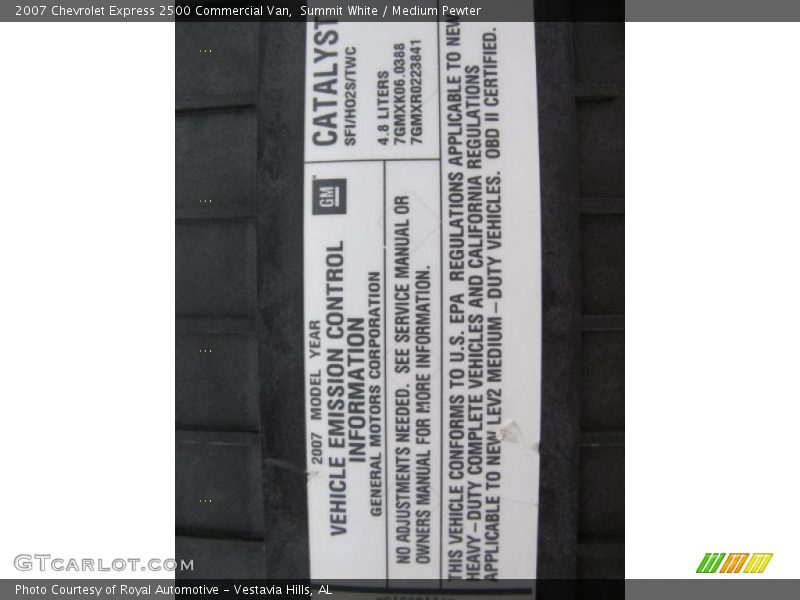 2007 Chevrolet Express 2500 Commercial Van, Summit White / Medium Pewter
2007 MODEL YEAR
VEHICLE EMISSION CONTROL
INFORMATION
GENERAL MOTORS CORPORATION
GM
CATALYST
SFI/HO2S/TWC
4.8 LITERS
7GMXK06.0388
7GMXR0223841
NO ADJUSTMENTS NEEDED. SEE SERVICE MANUAL OR
OWNERS MANUAL FOR MORE INFORMATION.
THIS VEHICLE CONFORMS TO U.S. EPA REGULATIONS APPLICABLE TO NEW
HEAVY-DUTY COMPLETE VEHICLES AND CALIFORNIA REGULATIONS
APPLICABLE TO NEW LEV2 MEDIUM-DUTY VEHICLES. OBD II CERTIFIED.
GTcarlot.com
Photo Courtesy of Royal Automotive - Vestavia Hills, AL